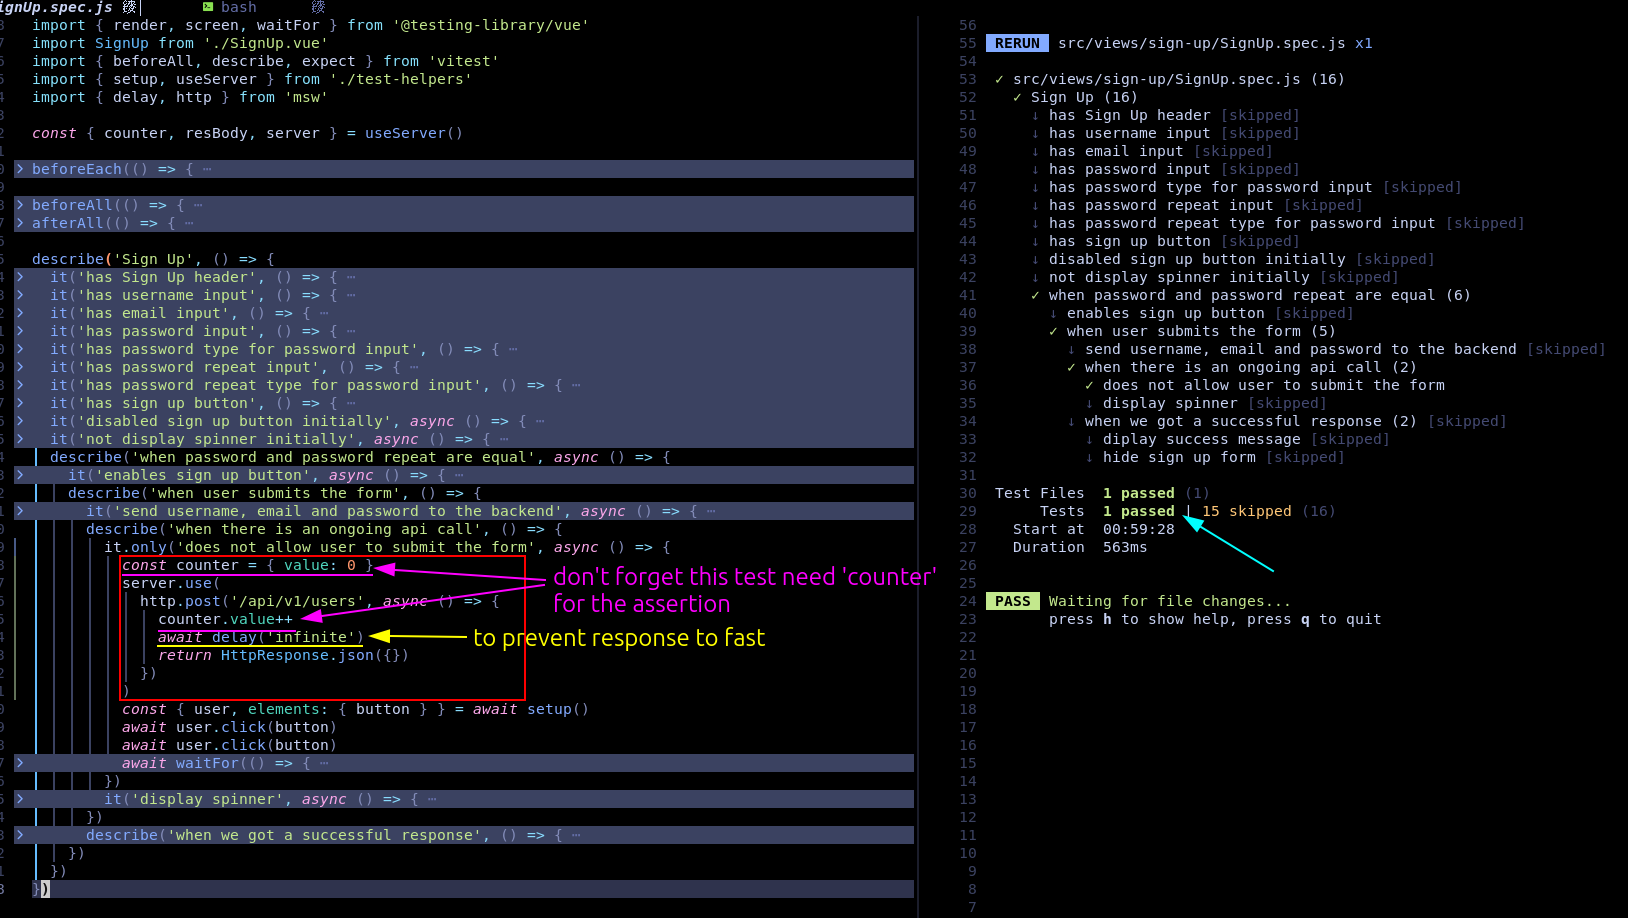 ignUp.spec.js
bash
import { render, screen, waitFor } from '@testing-library/vue'
import SignUp from './SignUp.vue'
import { beforeAll, describe, expect } from 'vitest'
import { setup, useServer } from './test-helpers'
import { delay, http } from 'msw'
const { counter, resBody, server } = useServer()
beforeEach(() => { ⋯
beforeAll(() => { ⋯
afterAll(() => { ⋯
describe('Sign Up', () => {
it('has Sign Up header', () => { ⋯
it('has username input', () => { ⋯
it('has email input', () => { ⋯
it('has password input', () => { ⋯
it('has password type for password input', () => { ⋯
it('has password repeat input', () => { ⋯
it('has password repeat type for password input', () => { ⋯
it('has sign up button', () => { ⋯
it('disabled sign up button initially', async () => { ⋯
it('not display spinner initially', async () => { ⋯
describe('when password and password repeat are equal', async () => {
it('enables sign up button', async () => { ⋯
describe('when user submits the form', () => {
it('send username, email and password to the backend', async () => { ⋯
describe('when there is an ongoing api call', () => {
it.only('does not allow user to submit the form', async () => {
const counter = { value: 0 }
server.use(
http.post('/api/v1/users', async () => {
counter.value++
await delay('infinite')
return HttpResponse.json({})
})
)
const { user, elements: { button } } = await setup()
await user.click(button)
await user.click(button)
await waitFor(() => { ⋯
})
it('display spinner', async () => { ⋯
})
describe('when we got a successful response', () => { ⋯
})
})
})
don't forget this test need 'counter'
for the assertion
to prevent response to fast
56
55 RERUN src/views/sign-up/SignUp.spec.js x1
54
53 ✓ src/views/sign-up/SignUp.spec.js (16)
52 ✓ Sign Up (16)
51 ↓ has Sign Up header [skipped]
50 ↓ has username input [skipped]
49 ↓ has email input [skipped]
48 ↓ has password input [skipped]
47 ↓ has password type for password input [skipped]
46 ↓ has password repeat input [skipped]
45 ↓ has password repeat type for password input [skipped]
44 ↓ has sign up button [skipped]
43 ↓ disabled sign up button initially [skipped]
42 ↓ not display spinner initially [skipped]
41 ✓ when password and password repeat are equal (6)
40 ↓ enables sign up button [skipped]
39 ✓ when user submits the form (5)
38 ↓ send username, email and password to the backend [skipped]
37 ✓ when there is an ongoing api call (2)
36 ✓ does not allow user to submit the form
35 ↓ display spinner [skipped]
34 ↓ when we got a successful response (2) [skipped]
33 ↓ diplay success message [skipped]
32 ↓ hide sign up form [skipped]
31
30 Test Files 1 passed (1)
29 Tests 1 passed | 15 skipped (16)
28 Start at 00:59:28
27 Duration 563ms
26
25
24 PASS Waiting for file changes...
23 press h to show help, press q to quit
22
21
20
19
18
17
16
15
14
13
12
11
10
9
8
7